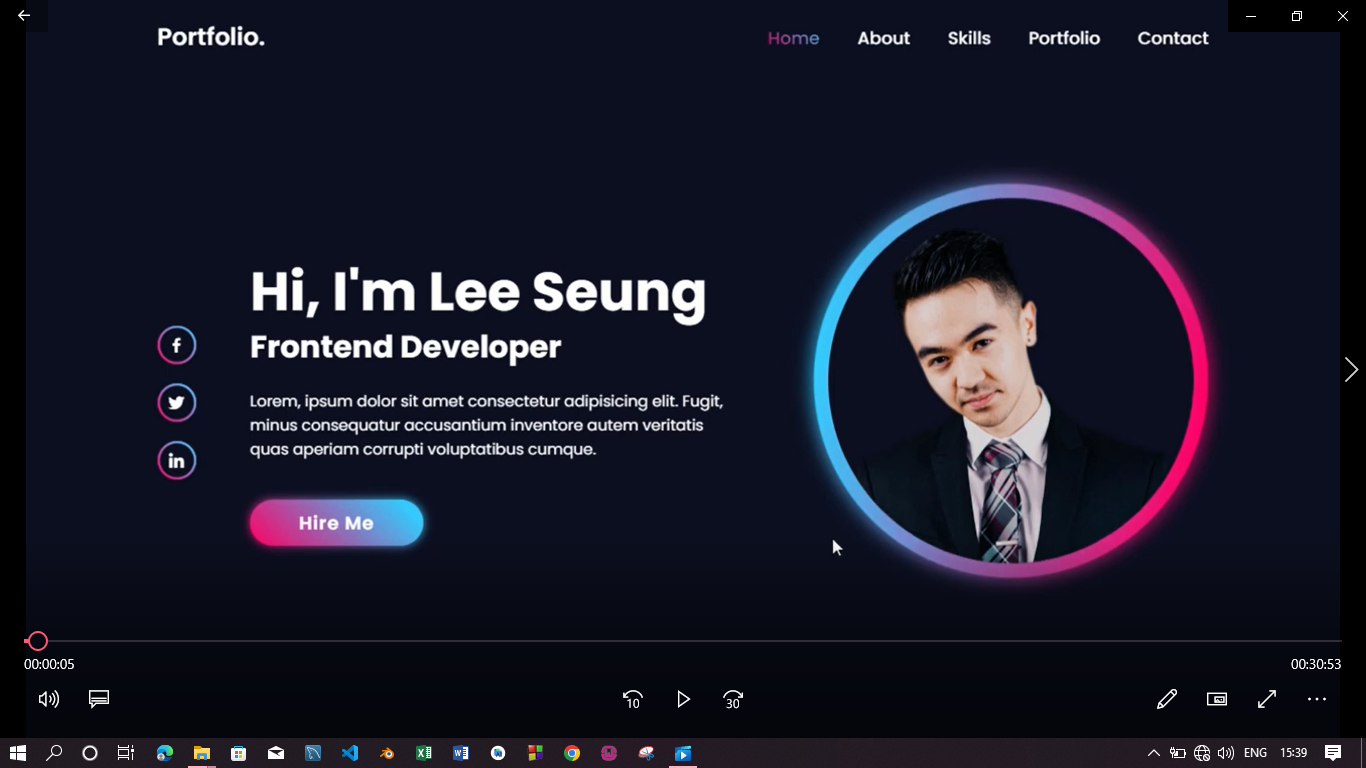 Portfolio.
Home About Skills Portfolio Contact
Hi, I'm Lee Seung
Frontend Developer
Lorem, ipsum dolor sit amet consectetur adipisicing elit. Fugit,
minus consequatur accusantium inventore autem veritatis
quas aperiam corrupti voluptatibus cumque.
Hire Me
00:00:05 00:30:53
10 30
ENG 15:39